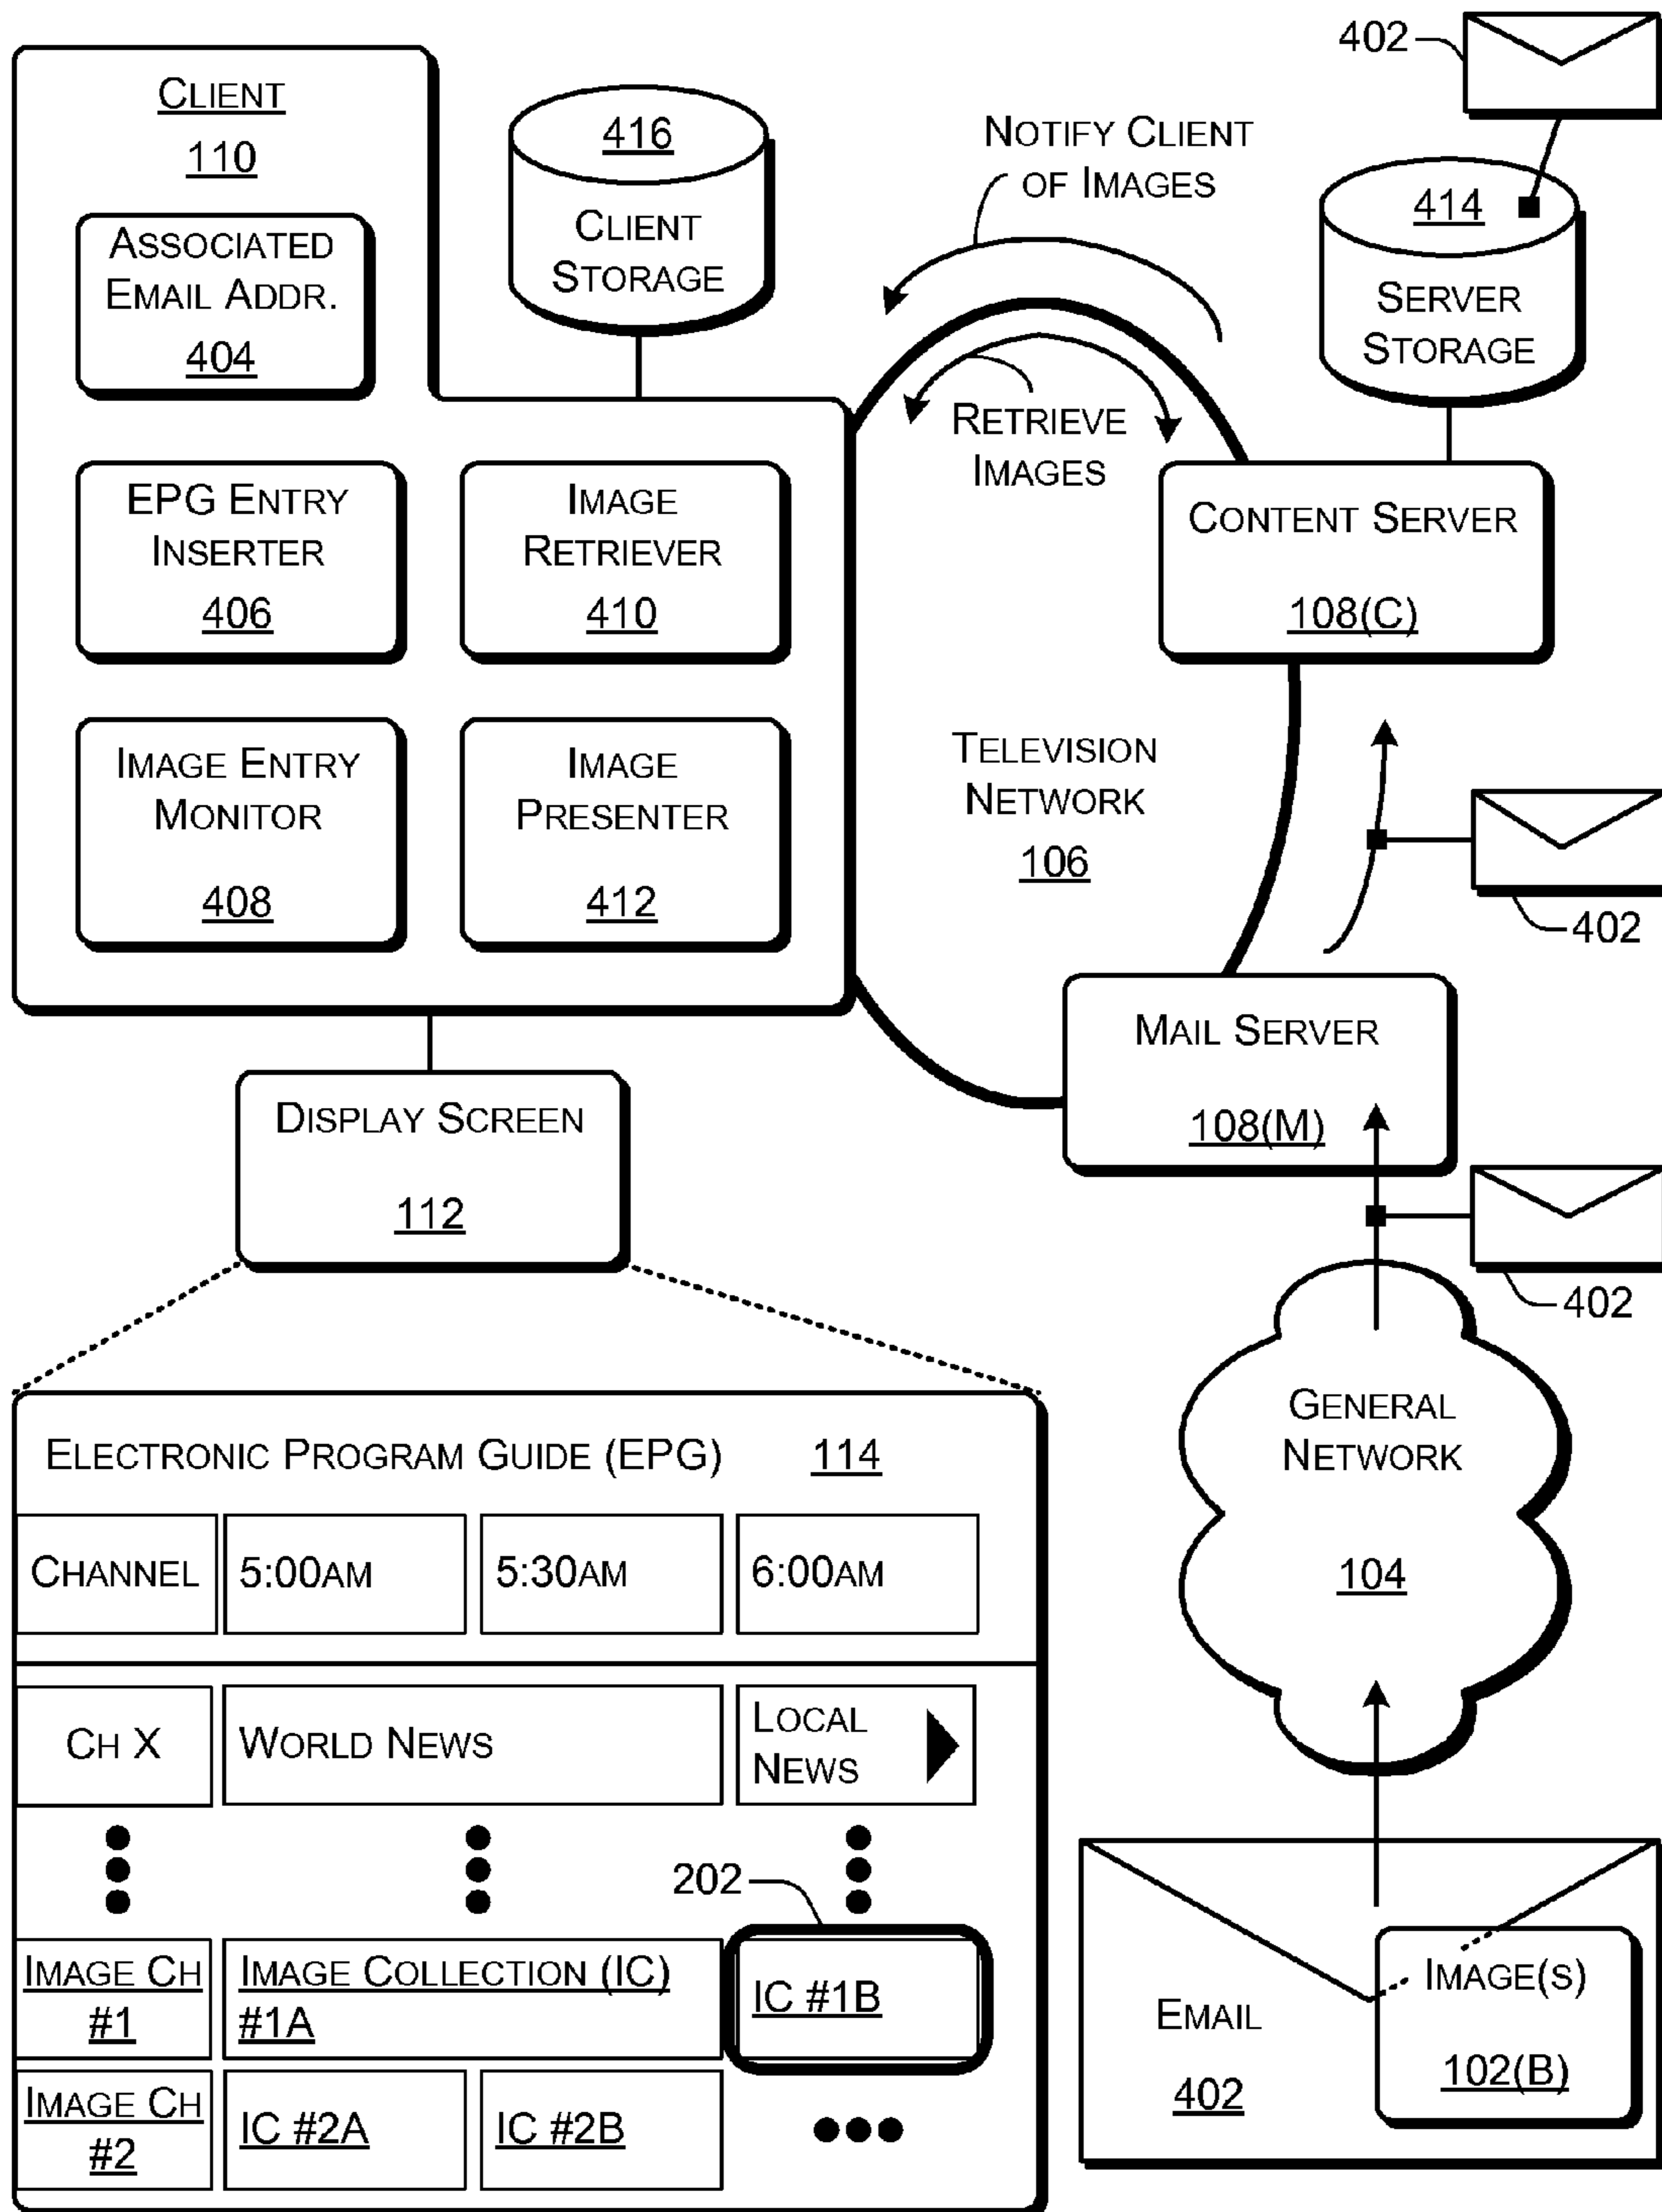 CLIENT
110
ASSOCIATED
EMAIL ADDR.
404
EPG ENTRY
INSERTER
406
IMAGE
RETRIEVER
410
IMAGE ENTRY
MONITOR
408
IMAGE
PRESENTER
412
416
CLIENT
STORAGE
NOTIFY CLIENT
OF IMAGES
RETRIEVE
IMAGES
402
414
SERVER
STORAGE
CONTENT SERVER
108(C)
TELEVISION
NETWORK
106
402
MAIL SERVER
108(M)
402
DISPLAY SCREEN
112
GENERAL
NETWORK
104
ELECTRONIC PROGRAM GUIDE (EPG) 114
CHANNEL 5:00AM 5:30AM 6:00AM
CH X WORLD NEWS
LOCAL
NEWS
202
IMAGE CH
#1
IMAGE COLLECTION (IC)
#1A
IC #1B
IMAGE CH
#2
IC #2A IC #2B
EMAIL
402
IMAGE(S)
102(B)